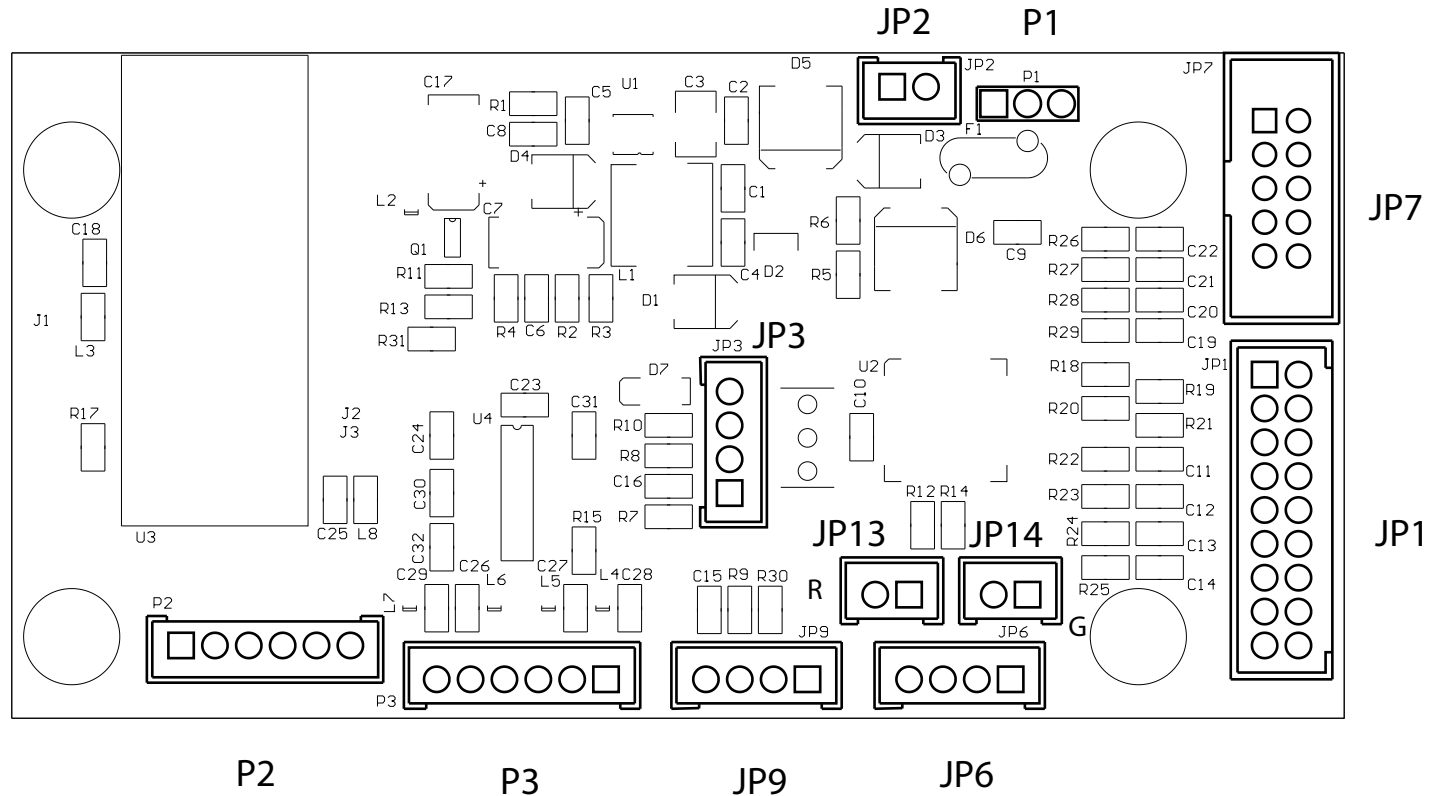 JP2 P1
C17 U1 C3 C2 D5 JP2 P1 JP7
R1 C5
C8
D4 D3 F1
L2 + C7 + C1 R6 JP7
C18 Q1 C4 D2 R5 D6 C9 R26 C22
R11 L1 R27 C21
R13 D1 R28 C20
J1 R31 R4 C6 R2 R3 R29 C19
L3 JP3
JP3 U2 JP1
C23 D7 C10 R18 R19
R17 J2 U4 C31 R10 R20 R21
J3 C24 R8 R22 C11
C30 C16 R12 R14 R23 C12
U3 C25 L8 C32 R15 R7 JP13 JP14 R24 C13 JP1
C29 C26 C27 R25 C14
L7 L6 L5 L4 C28 C15 R9 R30 R
P2 JP9 JP6 G
P3
P2 P3 JP9 JP6